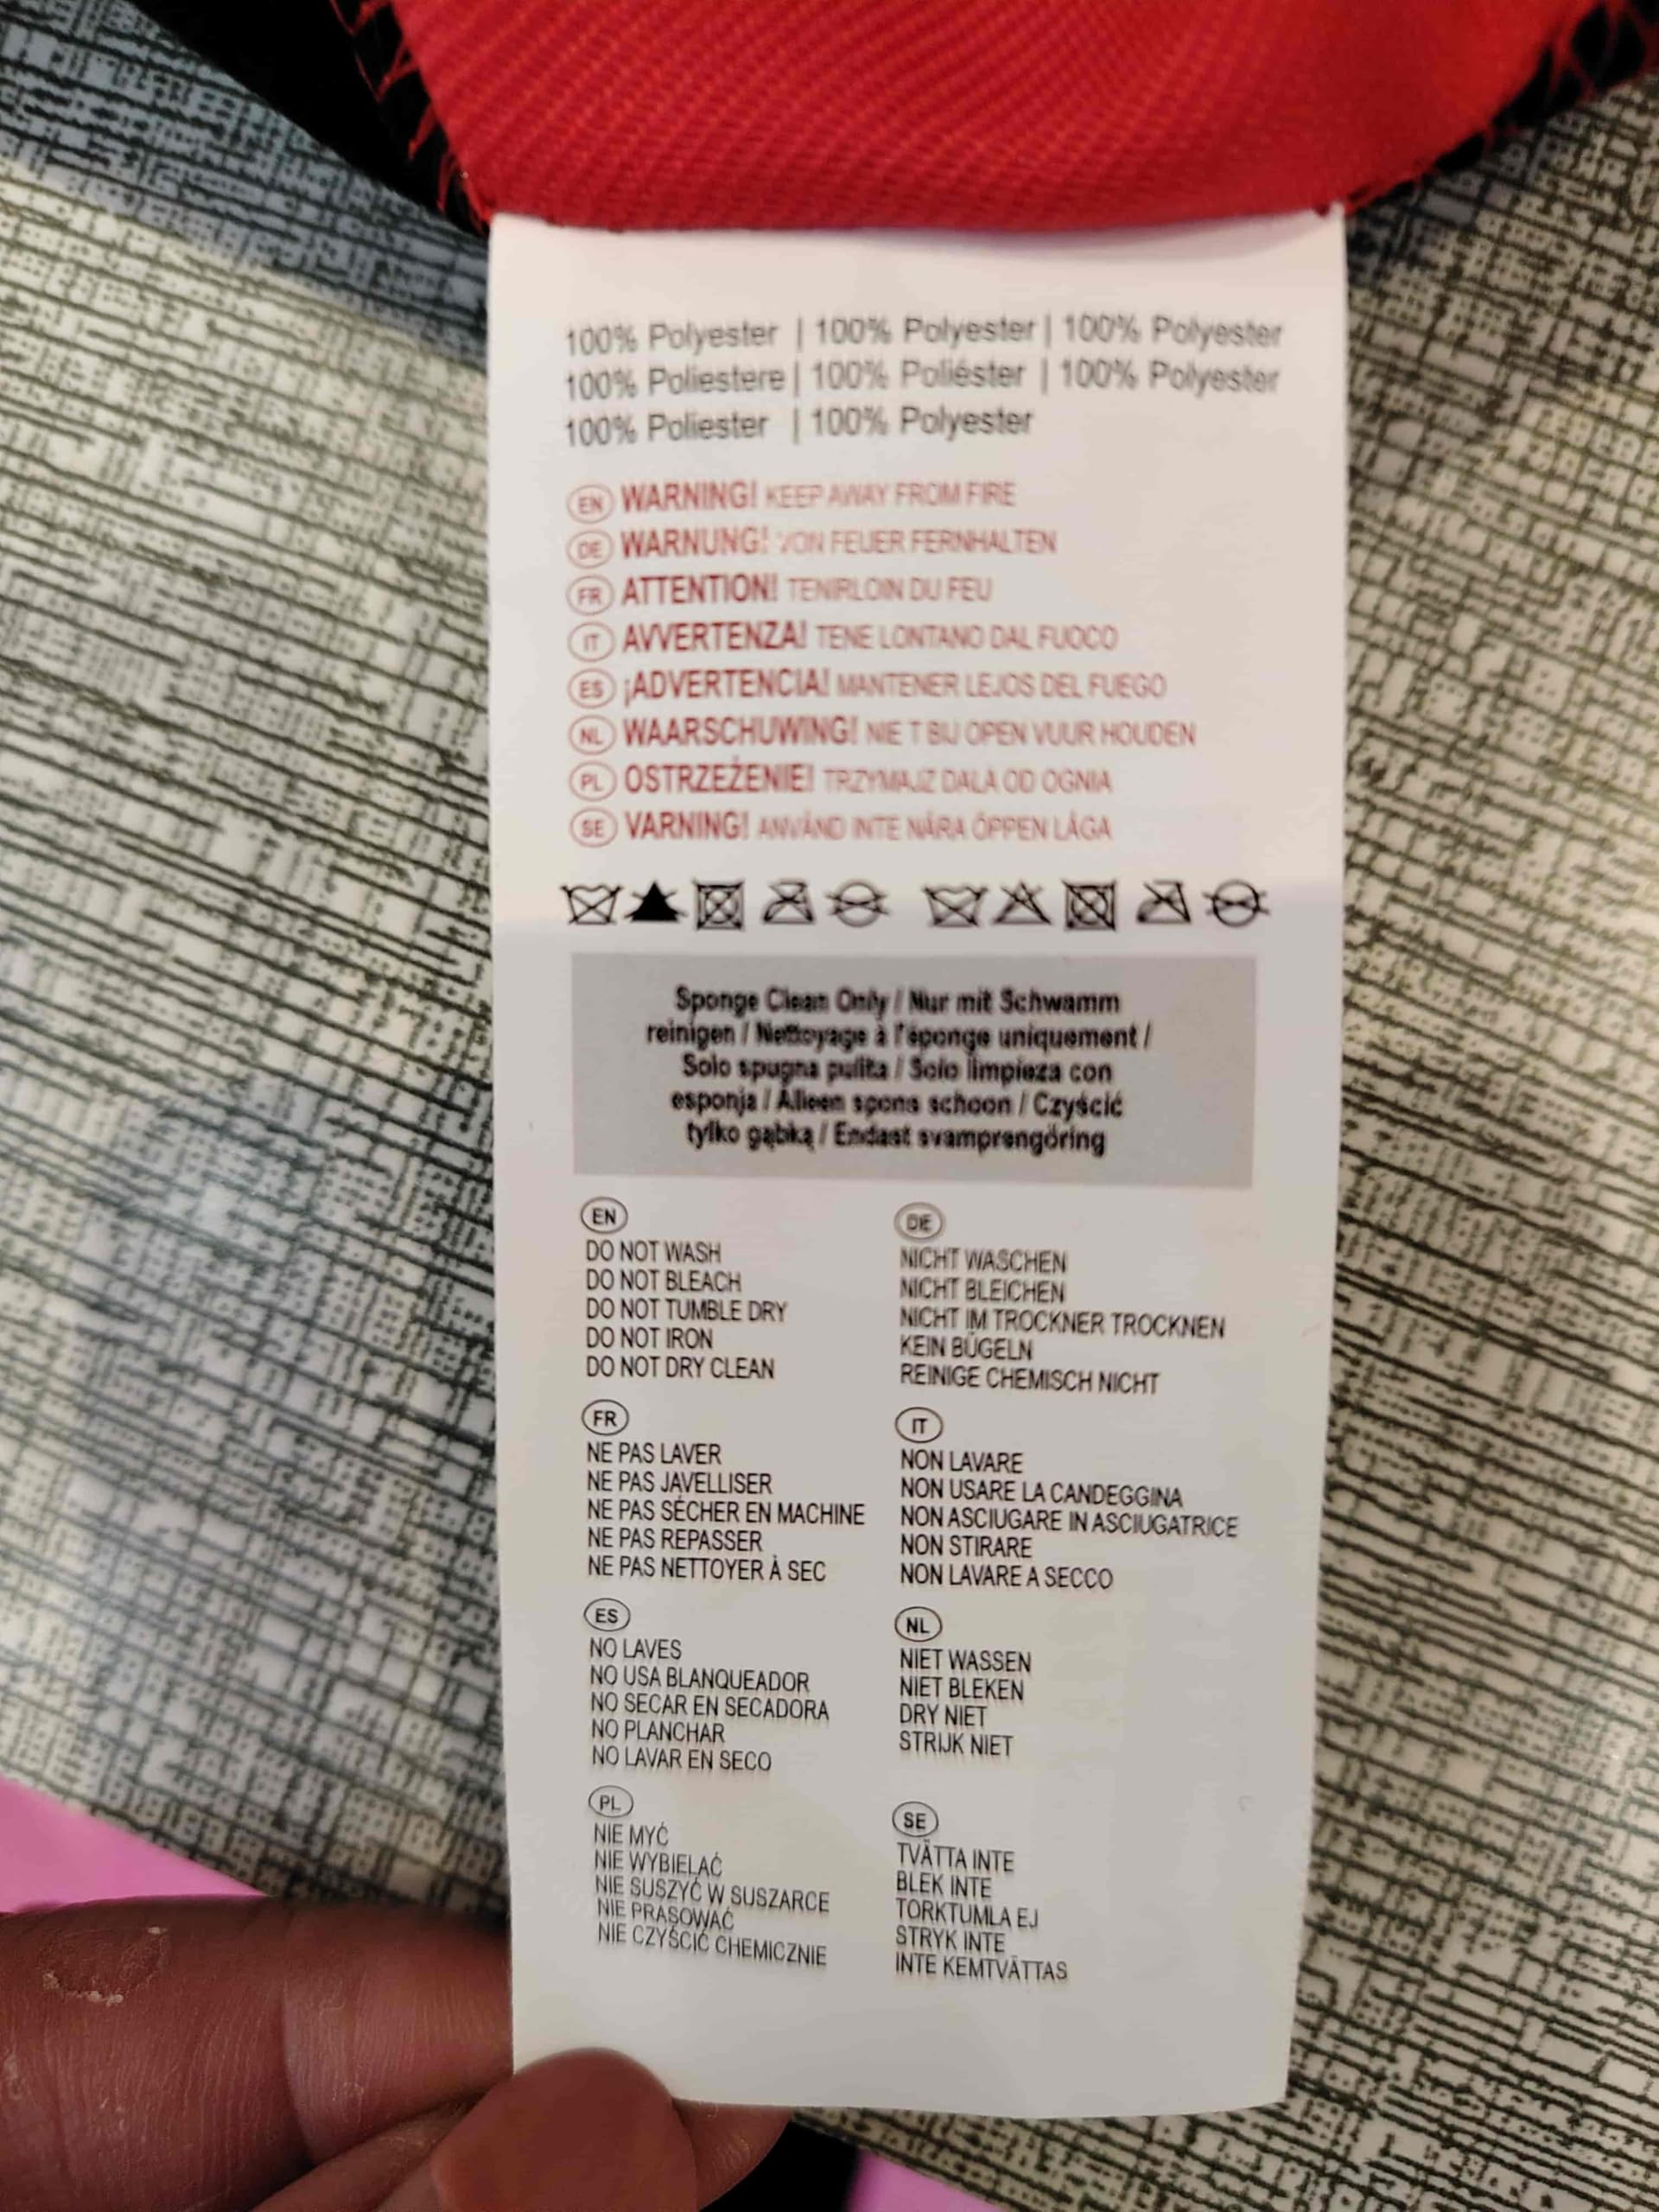 100% Polyester | 100% Polyester | 100% Polyester
100% Poliestere | 100% Poliéster | 100% Polyester
100% Poliester | 100% Polyester
EN WARNING! KEEP AWAY FROM FIRE
DE WARNUNG! VON FEUER FERNHALTEN
FR ATTENTION! TENIRLOIN DU FEU
IT AVVERTENZA! TENE LONTANO DAL FUOCO
ES ¡ADVERTENCIA! MANTENER LEJOS DEL FUEGO
NL WAARSCHUWING! NIE T BIJ OPEN VUUR HOUDEN
PL OSTRZEŻENIE! TRZYMAJZ DALA OD OGNIA
SE VARNING! ANVÄND INTE NÄRA ÖPPEN LÅGA
Sponge Clean Only / Nur mit Schwamm
reinigen / Nettoyage à l'éponge uniquement /
Solo spugna pulita / Solo limpieza con
esponja / Alleen spons schoon / Czyścić
tylko gąbką / Endast svamprengöring
EN
DO NOT WASH
DO NOT BLEACH
DO NOT TUMBLE DRY
DO NOT IRON
DO NOT DRY CLEAN
DE
NICHT WASCHEN
NICHT BLEICHEN
NICHT IM TROCKNER TROCKNEN
KEIN BÜGELN
REINIGE CHEMISCH NICHT
FR
NE PAS LAVER
NE PAS JAVELLISER
NE PAS SÉCHER EN MACHINE
NE PAS REPASSER
NE PAS NETTOYER À SEC
IT
NON LAVARE
NON USARE LA CANDEGGINA
NON ASCIUGARE IN ASCIUGATRICE
NON STIRARE
NON LAVARE A SECCO
ES
NO LAVES
NO USA BLANQUEADOR
NO SECAR EN SECADORA
NO PLANCHAR
NO LAVAR EN SECO
NL
NIET WASSEN
NIET BLEKEN
DRY NIET
STRIJK NIET
PL
NIE MYĆ
NIE WYBIELAĆ
NIE SUSZYĆ W SUSZARCE
NIE PRASOWAĆ
NIE CZYŚCIĆ CHEMICZNIE
SE
TVÄTTA INTE
BLEK INTE
TORKTUMLA EJ
STRYK INTE
INTE KEMTVÄTTAS